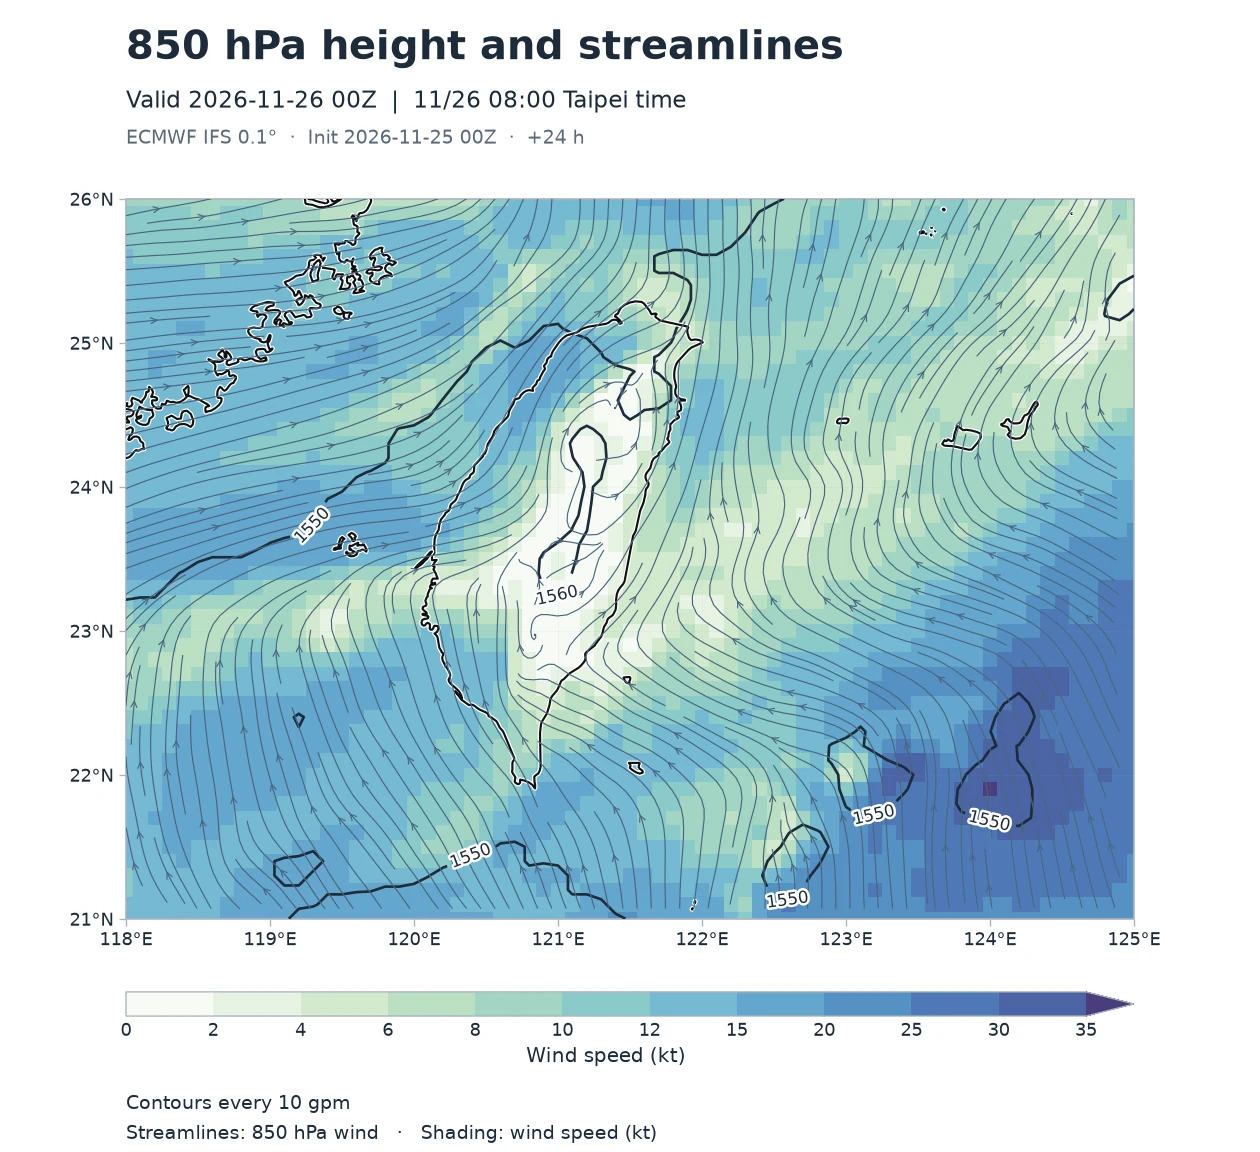 850 hPa height and streamlines
Valid 2026-11-26 00Z | 11/26 08:00 Taipei time
ECMWF IFS 0.1° · Init 2026-11-25 00Z · +24 h
26°N
25°N
24°N
23°N
22°N
21°N
1550
1560
1550
1550
1550
1550
118°E 119°E 120°E 121°E 122°E 123°E 124°E 125°E
0 2 4 6 8 10 12 15 20 25 30 35
Wind speed (kt)
Contours every 10 gpm
Streamlines: 850 hPa wind · Shading: wind speed (kt)